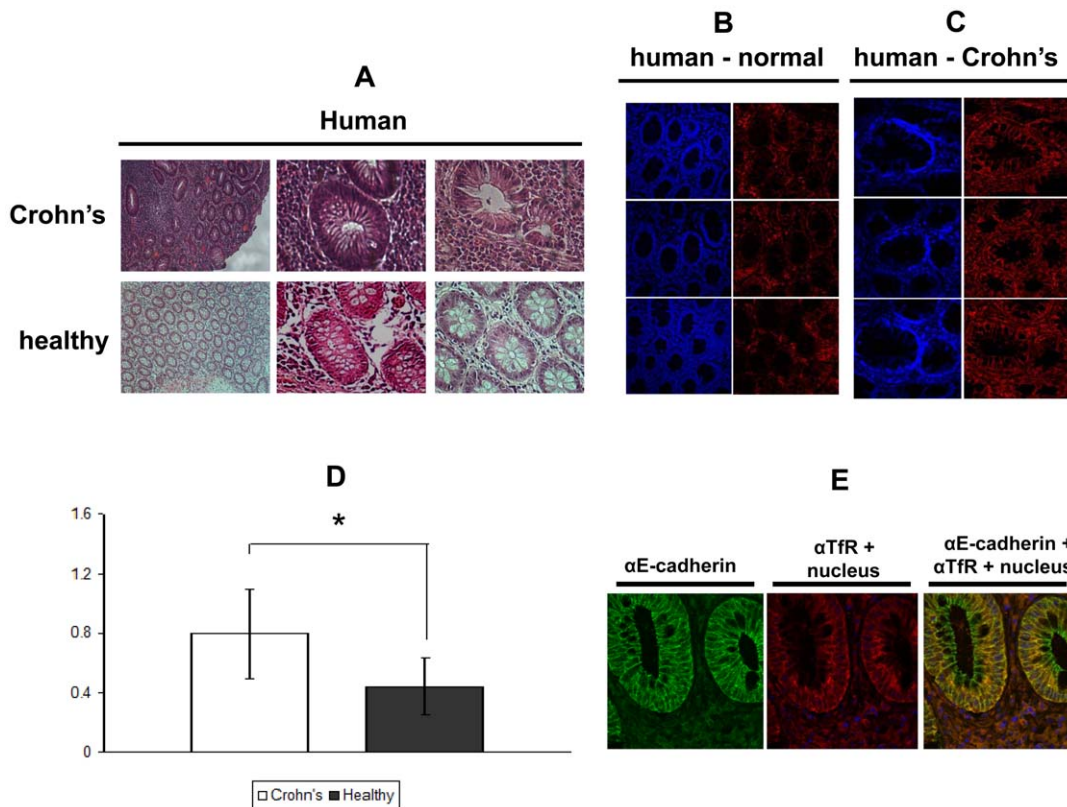 A
Human
Crohn's
healthy
B
human - normal
C
human - Crohn's
D
1.6
1.2
0.8
0.4
0
*
Crohn's Healthy
E
αE-cadherin
αTfR +
nucleus
αE-cadherin +
αTfR + nucleus